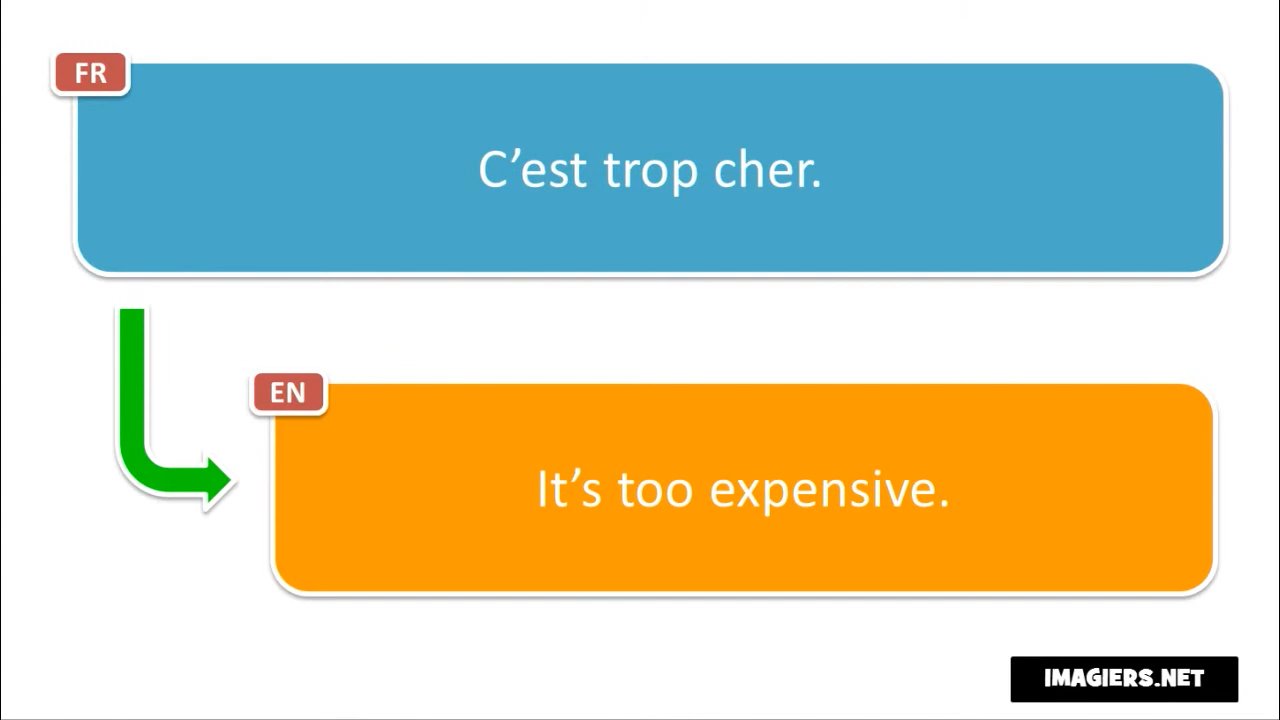 FR
C’est trop cher.
EN
It’s too expensive.
IMAGIERS.NET